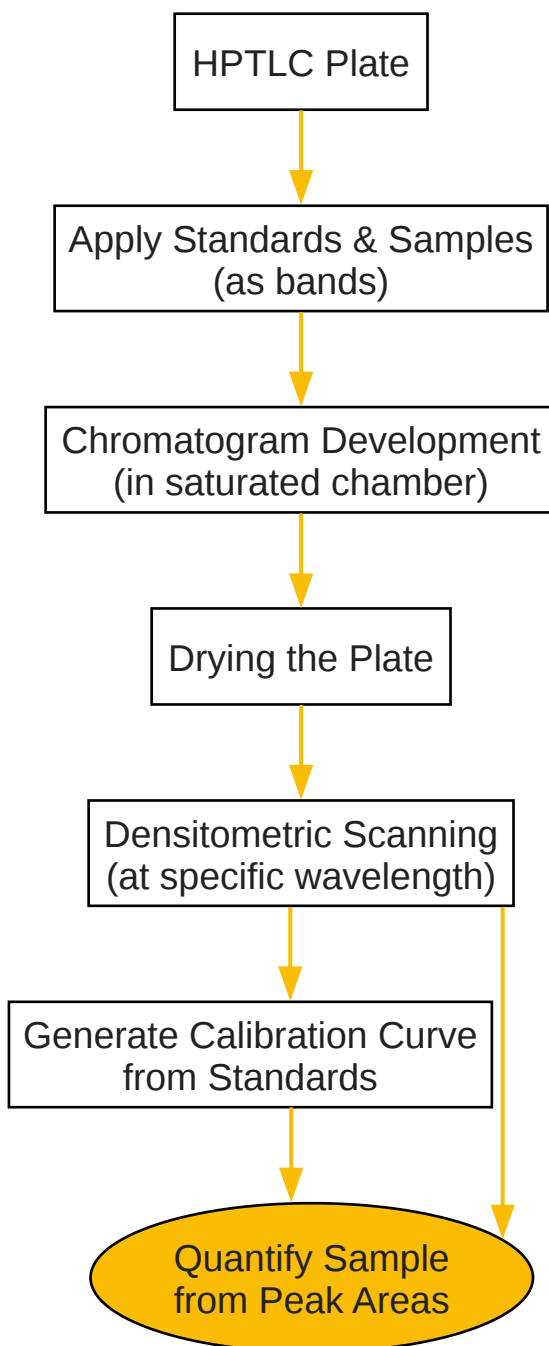 HPTLC Plate
Apply Standards & Samples
(as bands)
Chromatogram Development
(in saturated chamber)
Drying the Plate
Densitometric Scanning
(at specific wavelength)
Generate Calibration Curve
from Standards
Quantify Sample
from Peak Areas